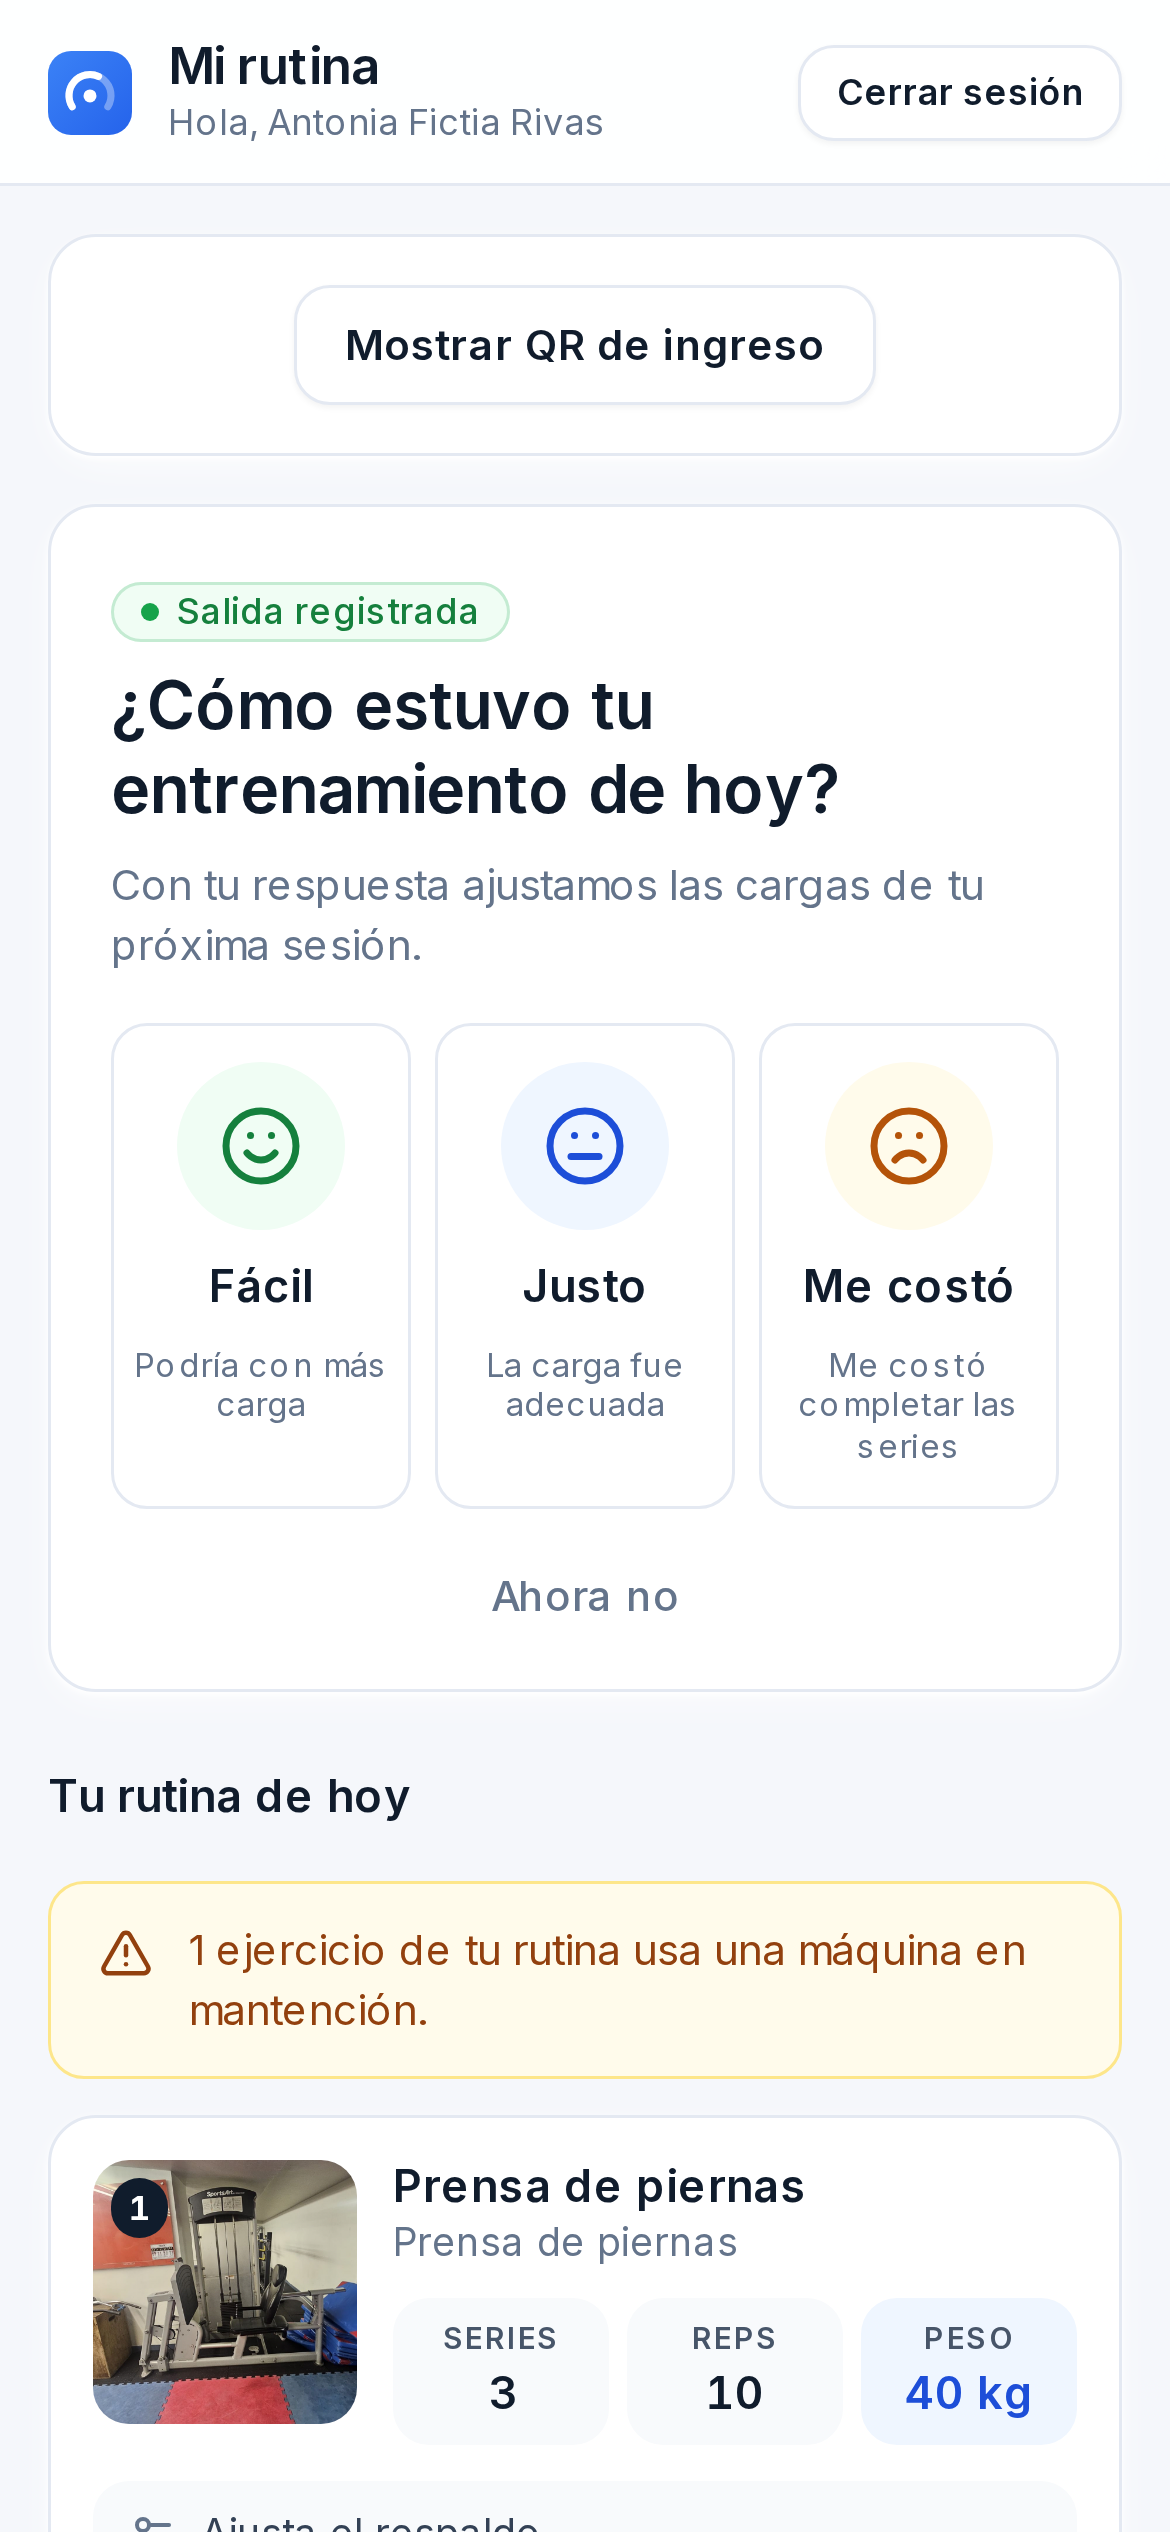 Mi rutina
Hola, Antonia Fictia Rivas
Cerrar sesión
Mostrar QR de ingreso
Salida registrada
¿Cómo estuvo tu
entrenamiento de hoy?
Con tu respuesta ajustamos las cargas de tu
próxima sesión.
Fácil
Podría con más
carga
Justo
La carga fue
adecuada
Me costó
Me costó
completar las
series
Ahora no
Tu rutina de hoy
1 ejercicio de tu rutina usa una máquina en
mantención.
1
SportsArt
Prensa de piernas
Prensa de piernas
SERIES
3
REPS
10
PESO
40 kg
Ajusta el respaldo